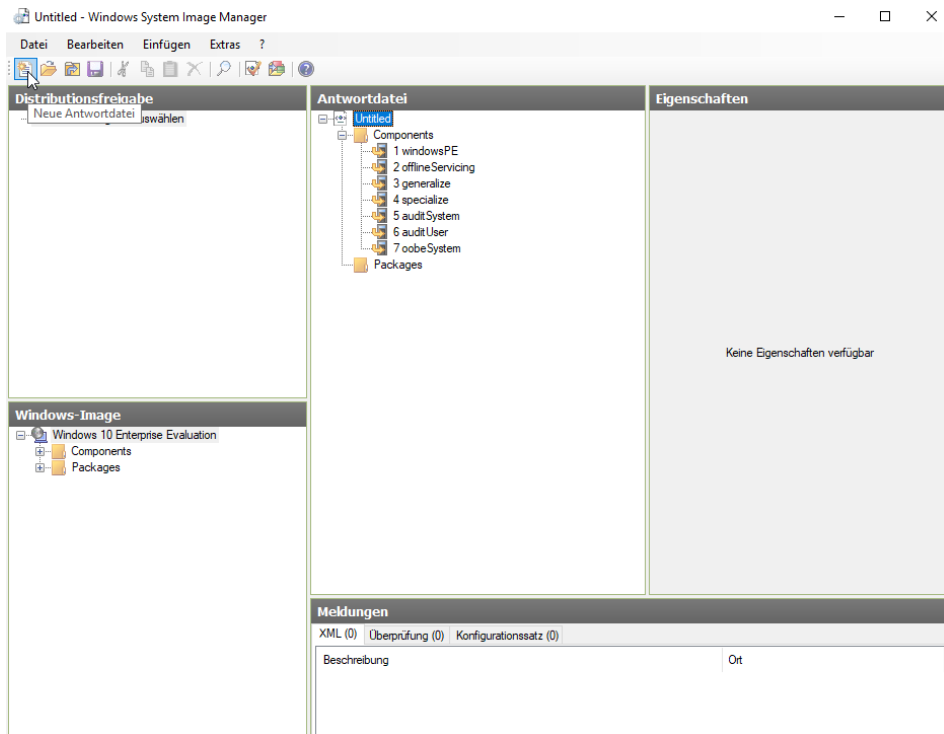 Untitled - Windows System Image Manager
Datei Bearbeiten Einfügen Extras ?
Distributionsfreigabe
Neue Antwortdatei
Antwortdatei
Untitled
Components
1 windowsPE
2 offlineServicing
3 generalize
4 specialize
5 auditSystem
6 auditUser
7 oobeSystem
Packages
Eigenschaften
Keine Eigenschaften verfügbar
Windows-Image
Windows 10 Enterprise Evaluation
Components
Packages
Meldungen
XML (0) Überprüfung (0) Konfigurationssatz (0)
Beschreibung Ort